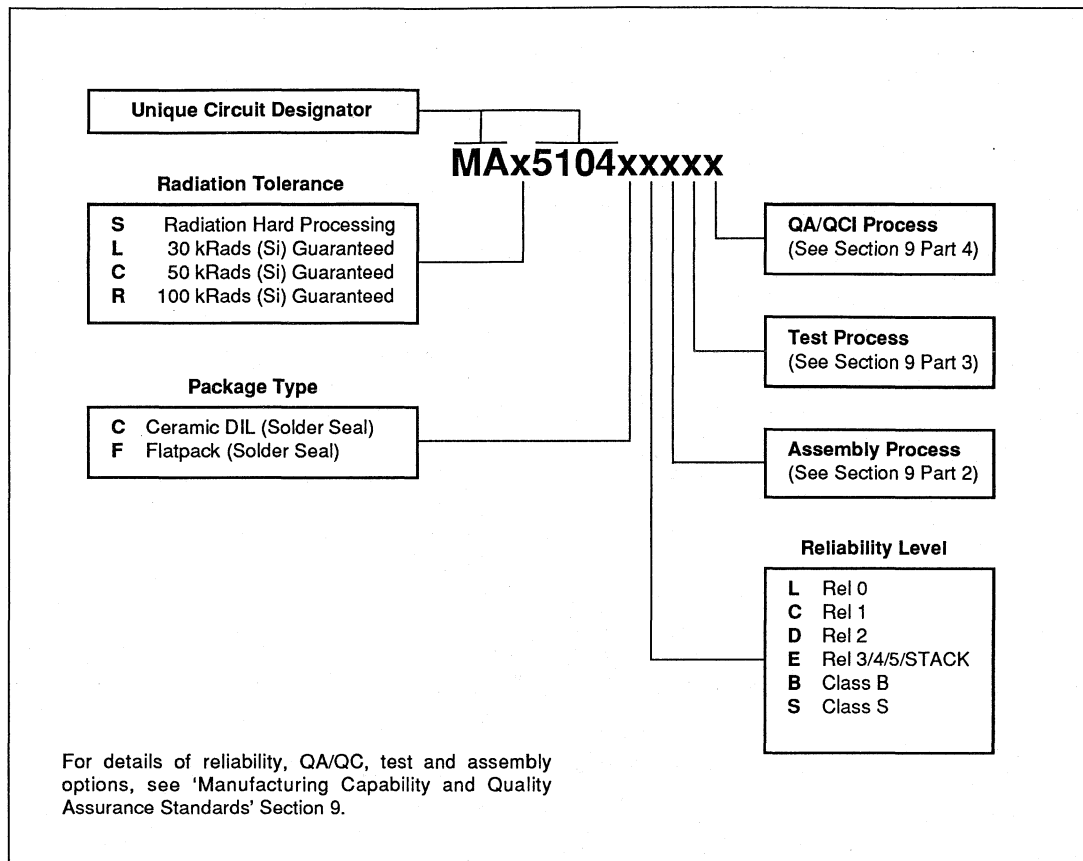 Unique Circuit Designator
MAx5104xxxxx
Radiation Tolerance
S Radiation Hard Processing
L 30 kRads (Si) Guaranteed
C 50 kRads (Si) Guaranteed
R 100 kRads (Si) Guaranteed
Package Type
C Ceramic DIL (Solder Seal)
F Flatpack (Solder Seal)
QA/QCI Process
(See Section 9 Part 4)
Test Process
(See Section 9 Part 3)
Assembly Process
(See Section 9 Part 2)
Reliability Level
L Rel 0
C Rel 1
D Rel 2
E Rel 3/4/5/STACK
B Class B
S Class S
For details of reliability, QA/QC, test and assembly
options, see ‘Manufacturing Capability and Quality
Assurance Standards’ Section 9.